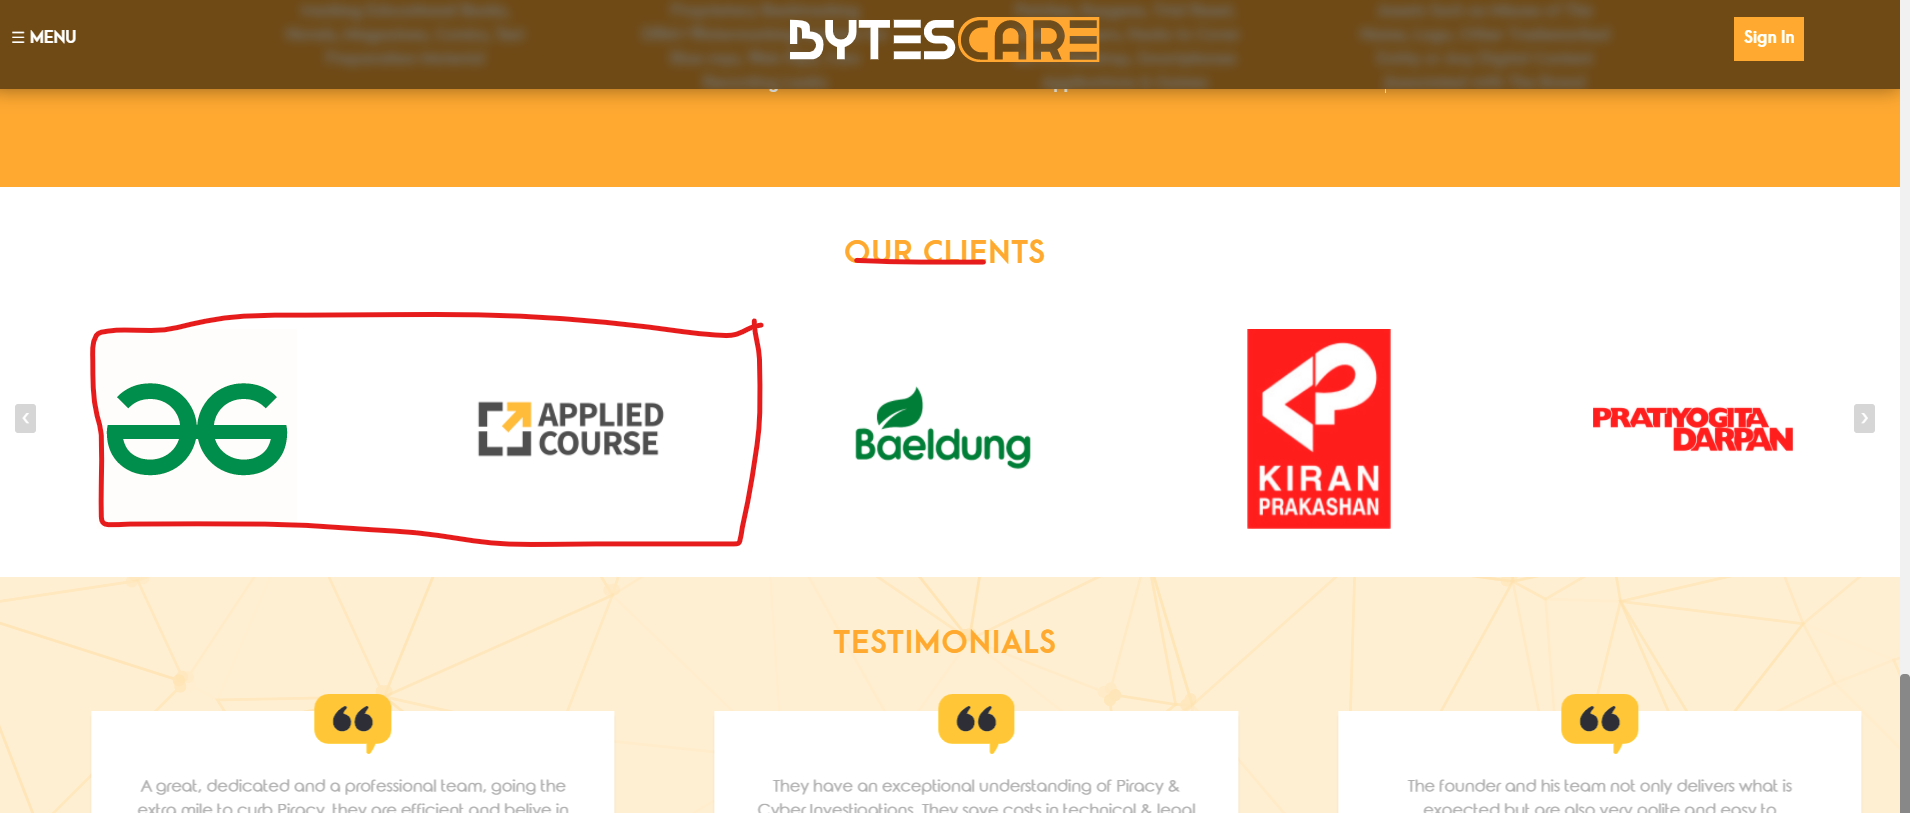 ☰ MENU
BYTESCARE
Sign In
OUR CLIENTS
‹
APPLIED
COURSE
Baeldung
KIRAN
PRAKASHAN
PRATIYOGITA
DARPAN
›
TESTIMONIALS
A great, dedicated and a professional team, going the
extra mile to curb Piracy, they are efficient and belive in
They have an exceptional understanding of Piracy &
Cyber Investigations. They save costs in technical & legal
The founder and his team not only delivers what is
expected but are also very polite and easy to